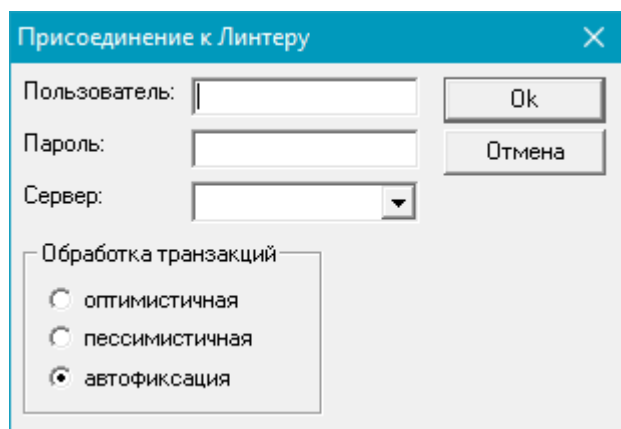 Присоединение к Линтеру
Пользователь:
Ok
Пароль:
Отмена
Сервер:
Обработка транзакций
оптимистичная
пессимистичная
автофиксация